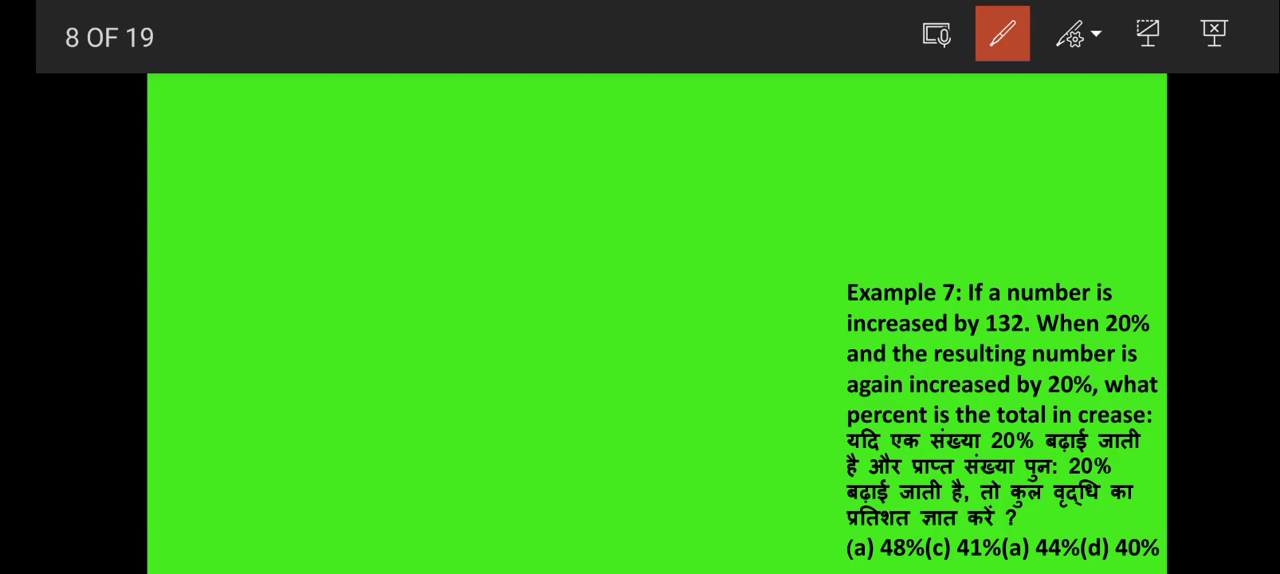 8 OF 19
Example 7: If a number is
increased by 132. When 20%
and the resulting number is
again increased by 20%, what
percent is the total in crease:
यदि एक संख्या 20% बढ़ाई जाती
है और प्राप्त संख्या पुन: 20%
बढ़ाई जाती है, तो कुल वृद्धि का
प्रतिशत ज्ञात करें ?
(a) 48%(c) 41%(a) 44%(d) 40%